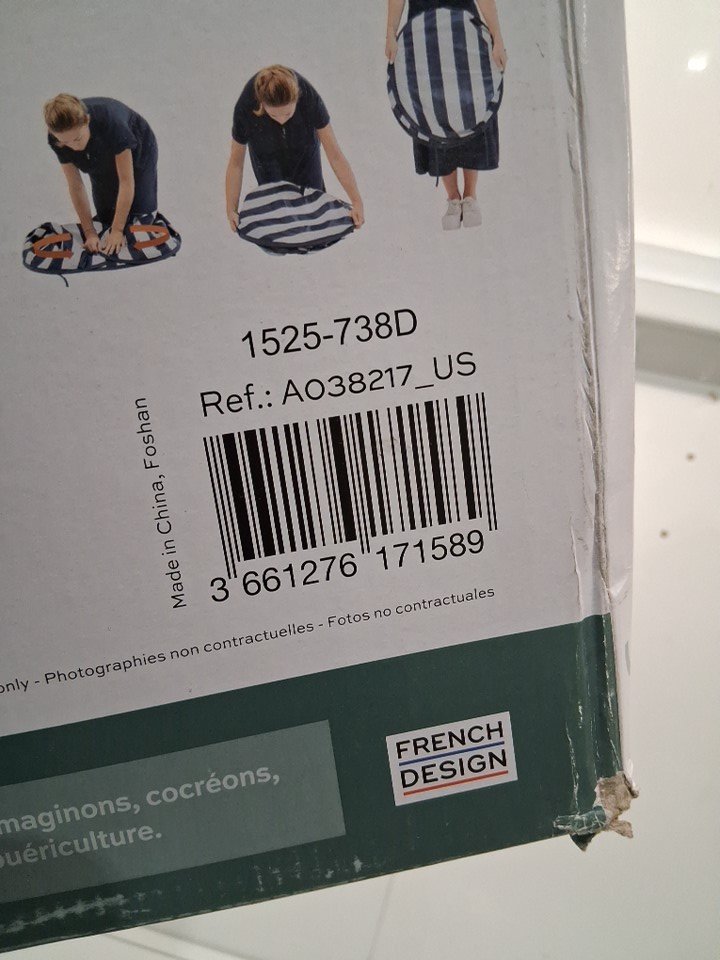 1525-738D
Ref.: A038217_US
Made in China, Foshan
3 661276 171589
only - Photographies non contractuelles - Fotos no contractuales
maginons, cocréons,
uériculture.
FRENCH
DESIGN